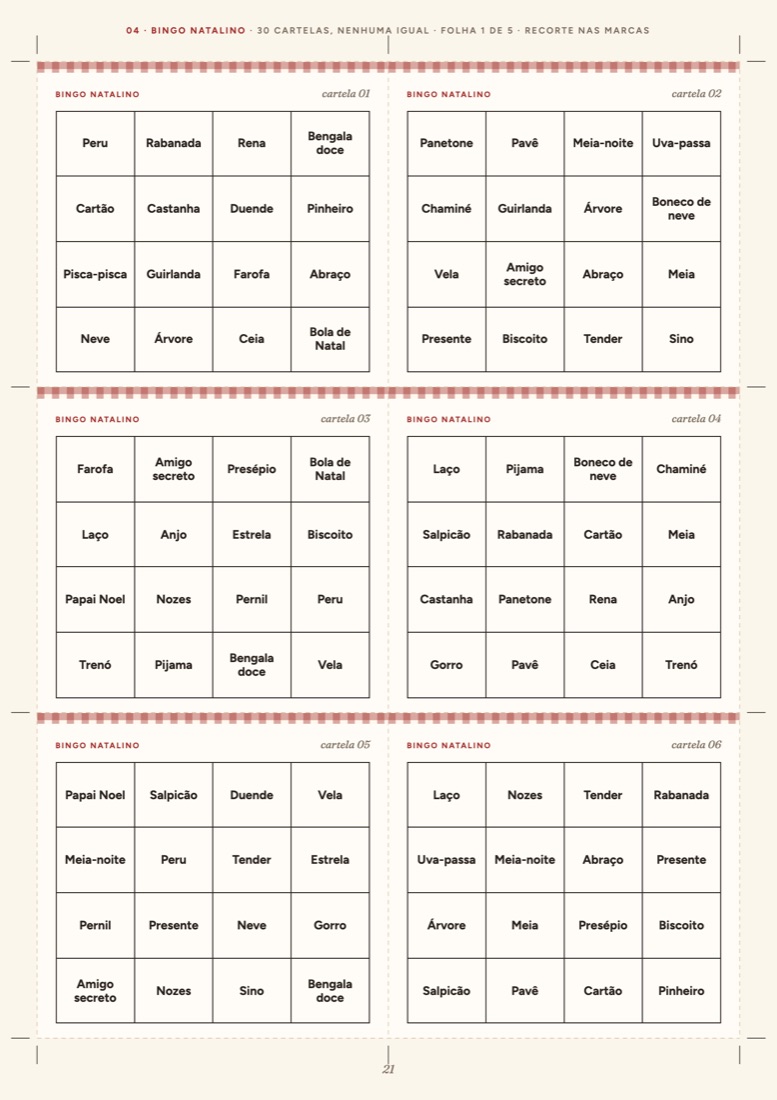 04 · BINGO NATALINO · 30 CARTELAS, NENHUMA IGUAL · FOLHA 1 DE 5 · RECORTE NAS MARCAS
BINGO NATALINO cartela 01
Peru Rabanada Rena Bengala doce
Cartão Castanha Duende Pinheiro
Pisca-pisca Guirlanda Farofa Abraço
Neve Árvore Ceia Bola de Natal
BINGO NATALINO cartela 02
Panetone Pavê Meia-noite Uva-passa
Chaminé Guirlanda Árvore Boneco de neve
Vela Amigo secreto Abraço Meia
Presente Biscoito Tender Sino
BINGO NATALINO cartela 03
Farofa Amigo secreto Presépio Bola de Natal
Laço Anjo Estrela Biscoito
Papai Noel Nozes Pernil Peru
Trenó Pijama Bengala doce Vela
BINGO NATALINO cartela 04
Laço Pijama Boneco de neve Chaminé
Salpicão Rabanada Cartão Meia
Castanha Panetone Rena Anjo
Gorro Pavê Ceia Trenó
BINGO NATALINO cartela 05
Papai Noel Salpicão Duende Vela
Meia-noite Peru Tender Estrela
Pernil Presente Neve Gorro
Amigo secreto Nozes Sino Bengala doce
BINGO NATALINO cartela 06
Laço Nozes Tender Rabanada
Uva-passa Meia-noite Abraço Presente
Árvore Meia Presépio Biscoito
Salpicão Pavê Cartão Pinheiro
21